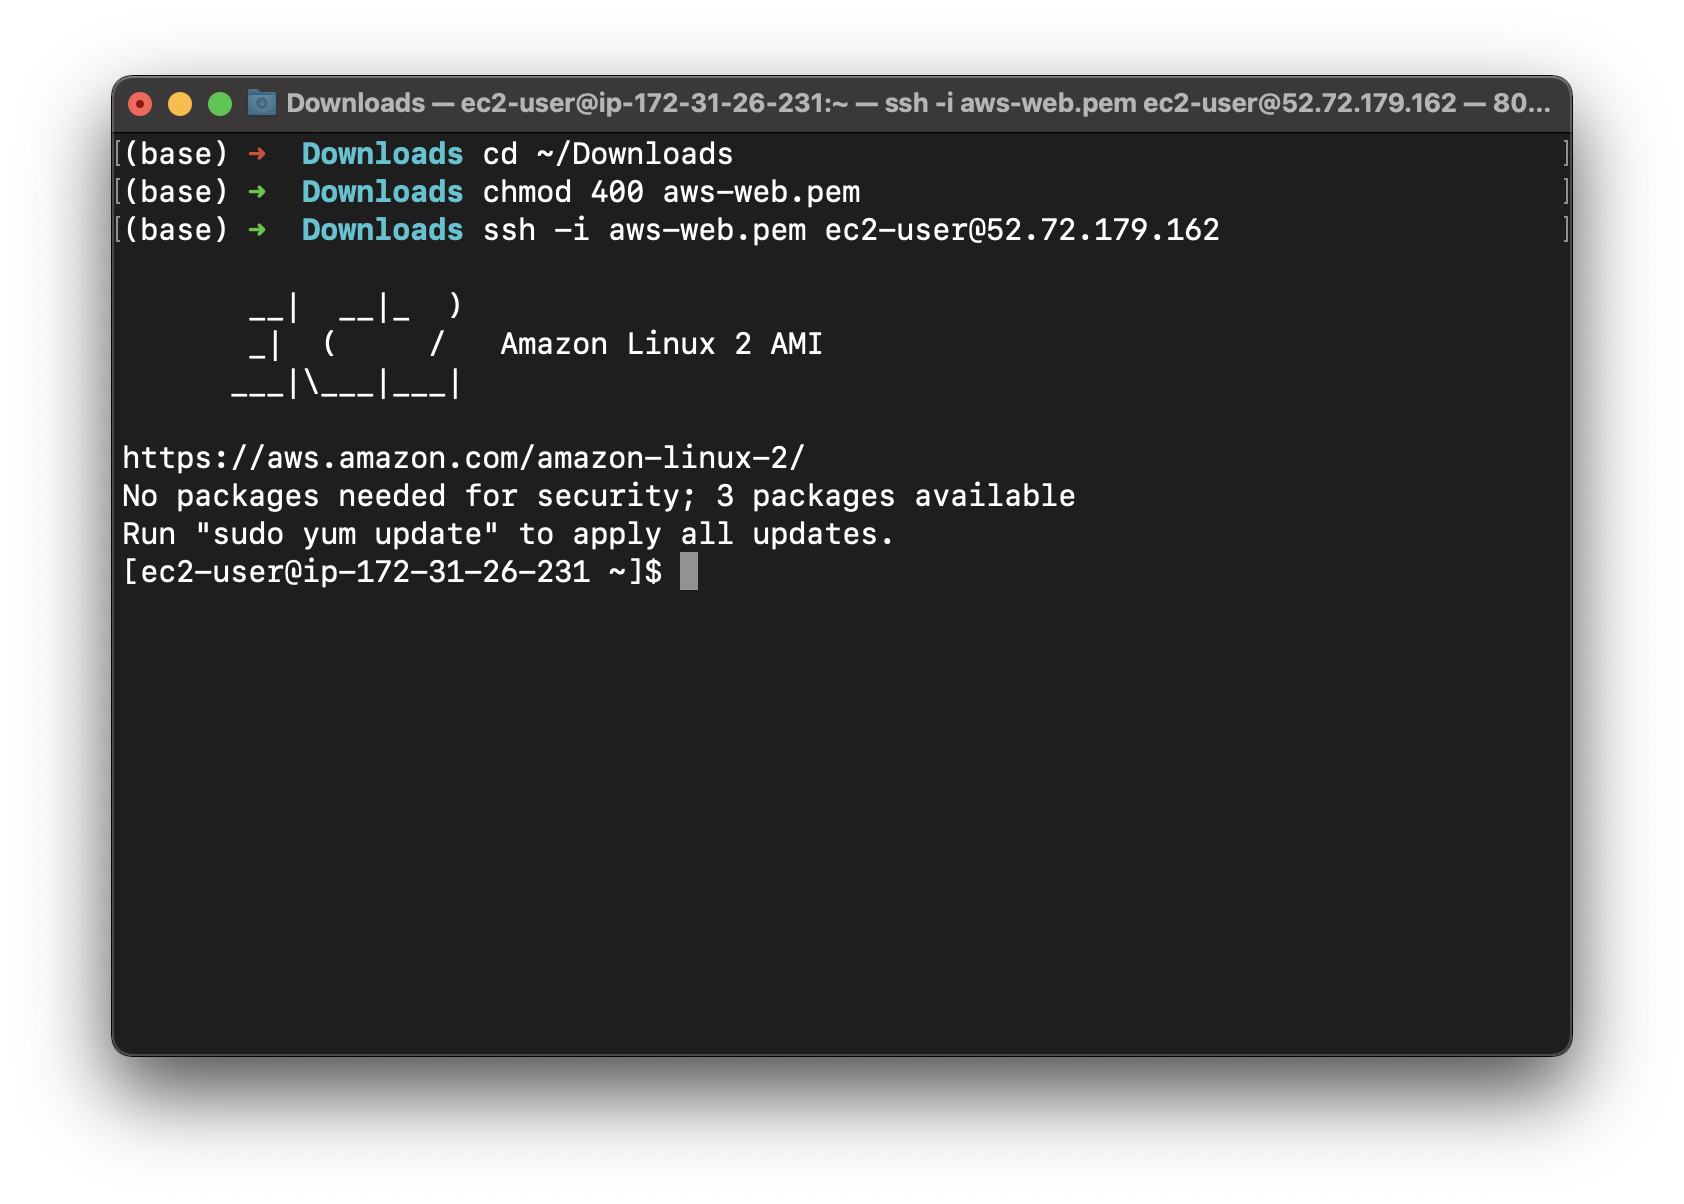 Downloads — ec2-user@ip-172-31-26-231:~ — ssh -i aws-web.pem ec2-user@52.72.179.162 — 80...
[(base) ➜  Downloads cd ~/Downloads ]
[(base) ➜  Downloads chmod 400 aws-web.pem ]
[(base) ➜  Downloads ssh -i aws-web.pem ec2-user@52.72.179.162 ]
       __|  __|_  )
       _|  (     /   Amazon Linux 2 AMI
      ___|\___|___|
https://aws.amazon.com/amazon-linux-2/
No packages needed for security; 3 packages available
Run "sudo yum update" to apply all updates.
[ec2-user@ip-172-31-26-231 ~]$